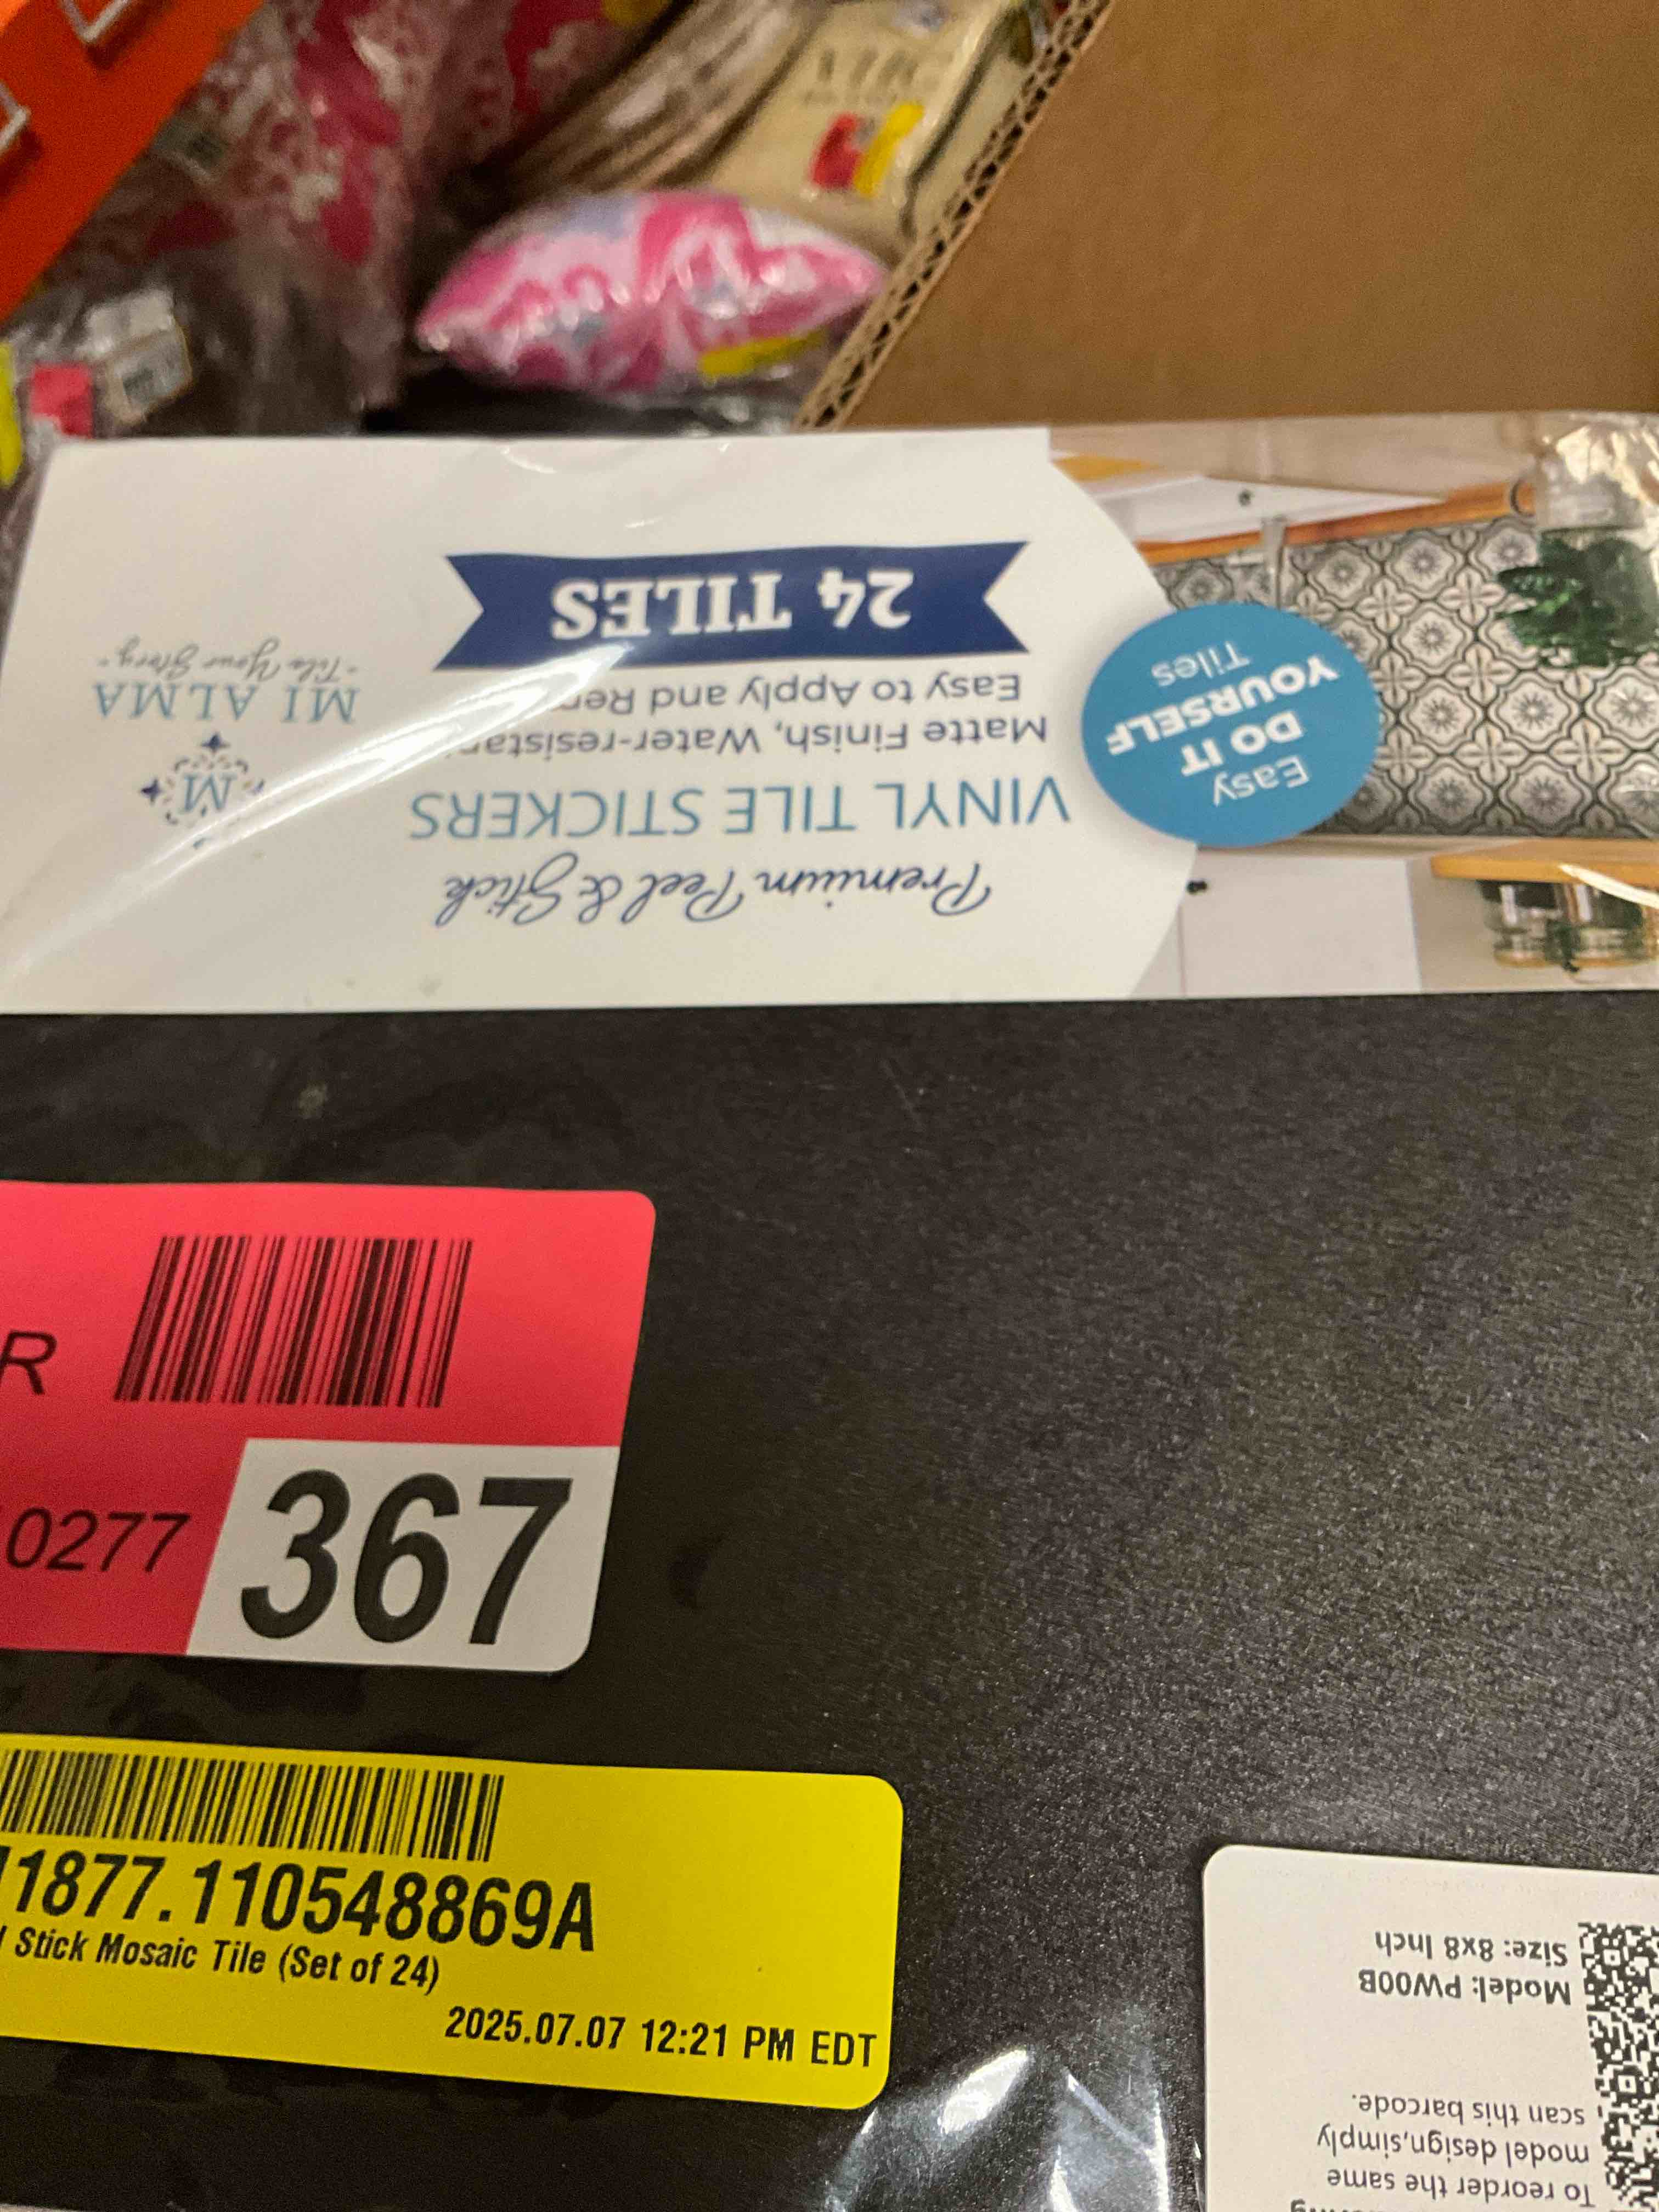 Premium Peel & Stick
VINYL TILE STICKERS
Matte Finish, Water-resistan
Easy to Apply and Re
24 TILES
M
MI ALMA
"Tile Your Story"
Easy
DO IT
YOURSELF
Tiles
R
0277
367
1877.110548869A
Stick Mosaic Tile (Set of 24)
2025.07.07 12:21 PM EDT
To reorder the same
model design,simply
scan this barcode.
Model: PW00B
Size: 8x8 Inch